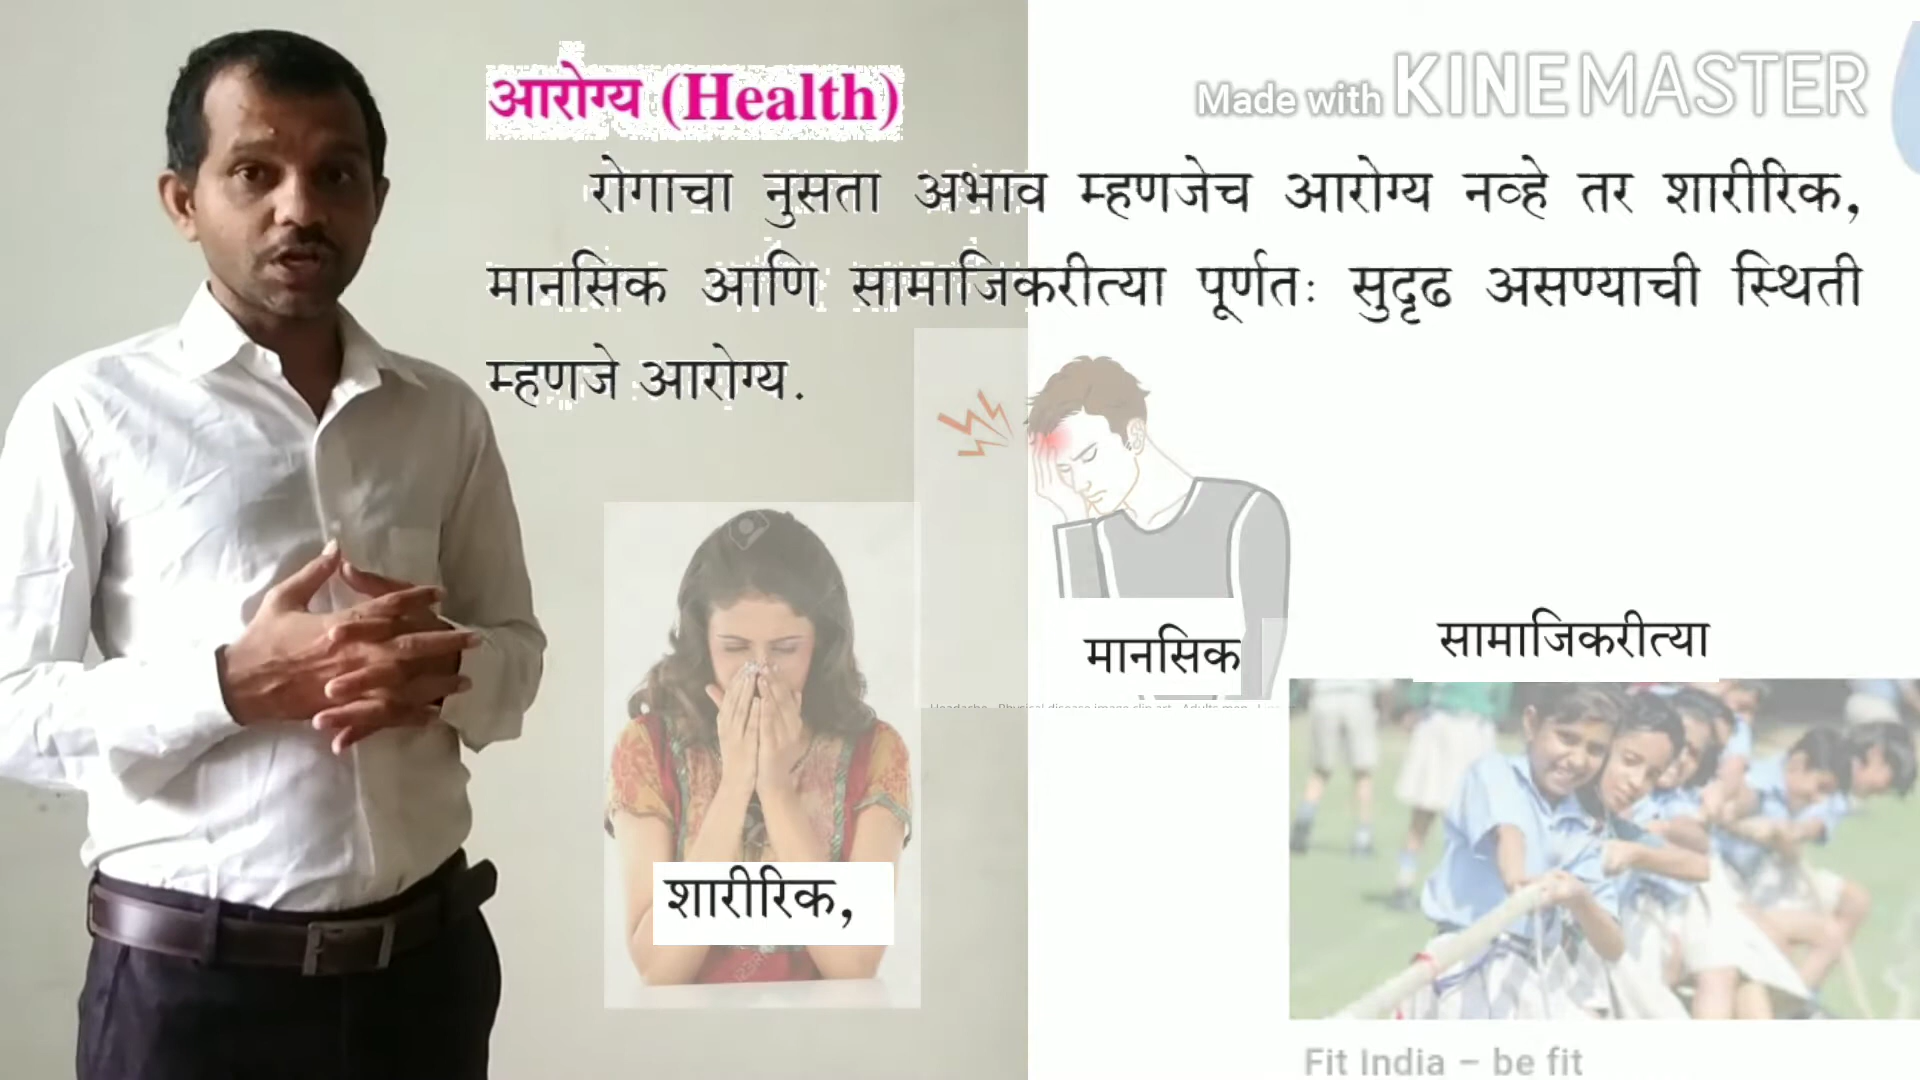 आरोग्य (Health)
Made with KINEMASTER
रोगाचा नुसता अभाव म्हणजेच आरोग्य नव्हे तर शारीरिक,
मानसिक आणि सामाजिकरीत्या पूर्णतः सुदृढ असण्याची स्थिती
म्हणजे आरोग्य.
मानसिक
सामाजिकरीत्या
शारीरिक,
Fit India – be fit